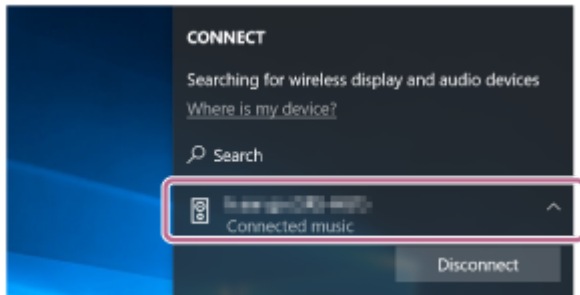 CONNECT
Searching for wireless display and audio devices
Where is my device?
Search
Connected music
Disconnect